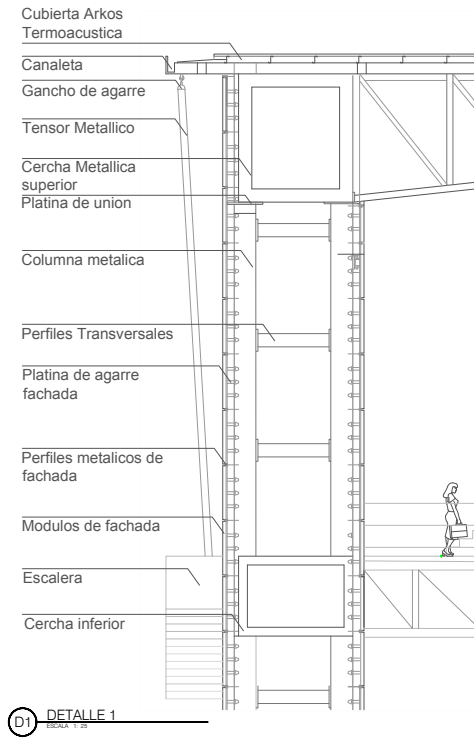 Cubierta Arkos
Termoacustica
Canaleta
Gancho de agarre
Tensor Metallico
Cercha Metallica
superior
Platina de union
Columna metalica
Perfiles Transversales
Platina de agarre
fachada
Perfiles metalicos de
fachada
Modulos de fachada
Escalera
Cercha inferior
D1
DETALLE 1
ESCALA 1: 25